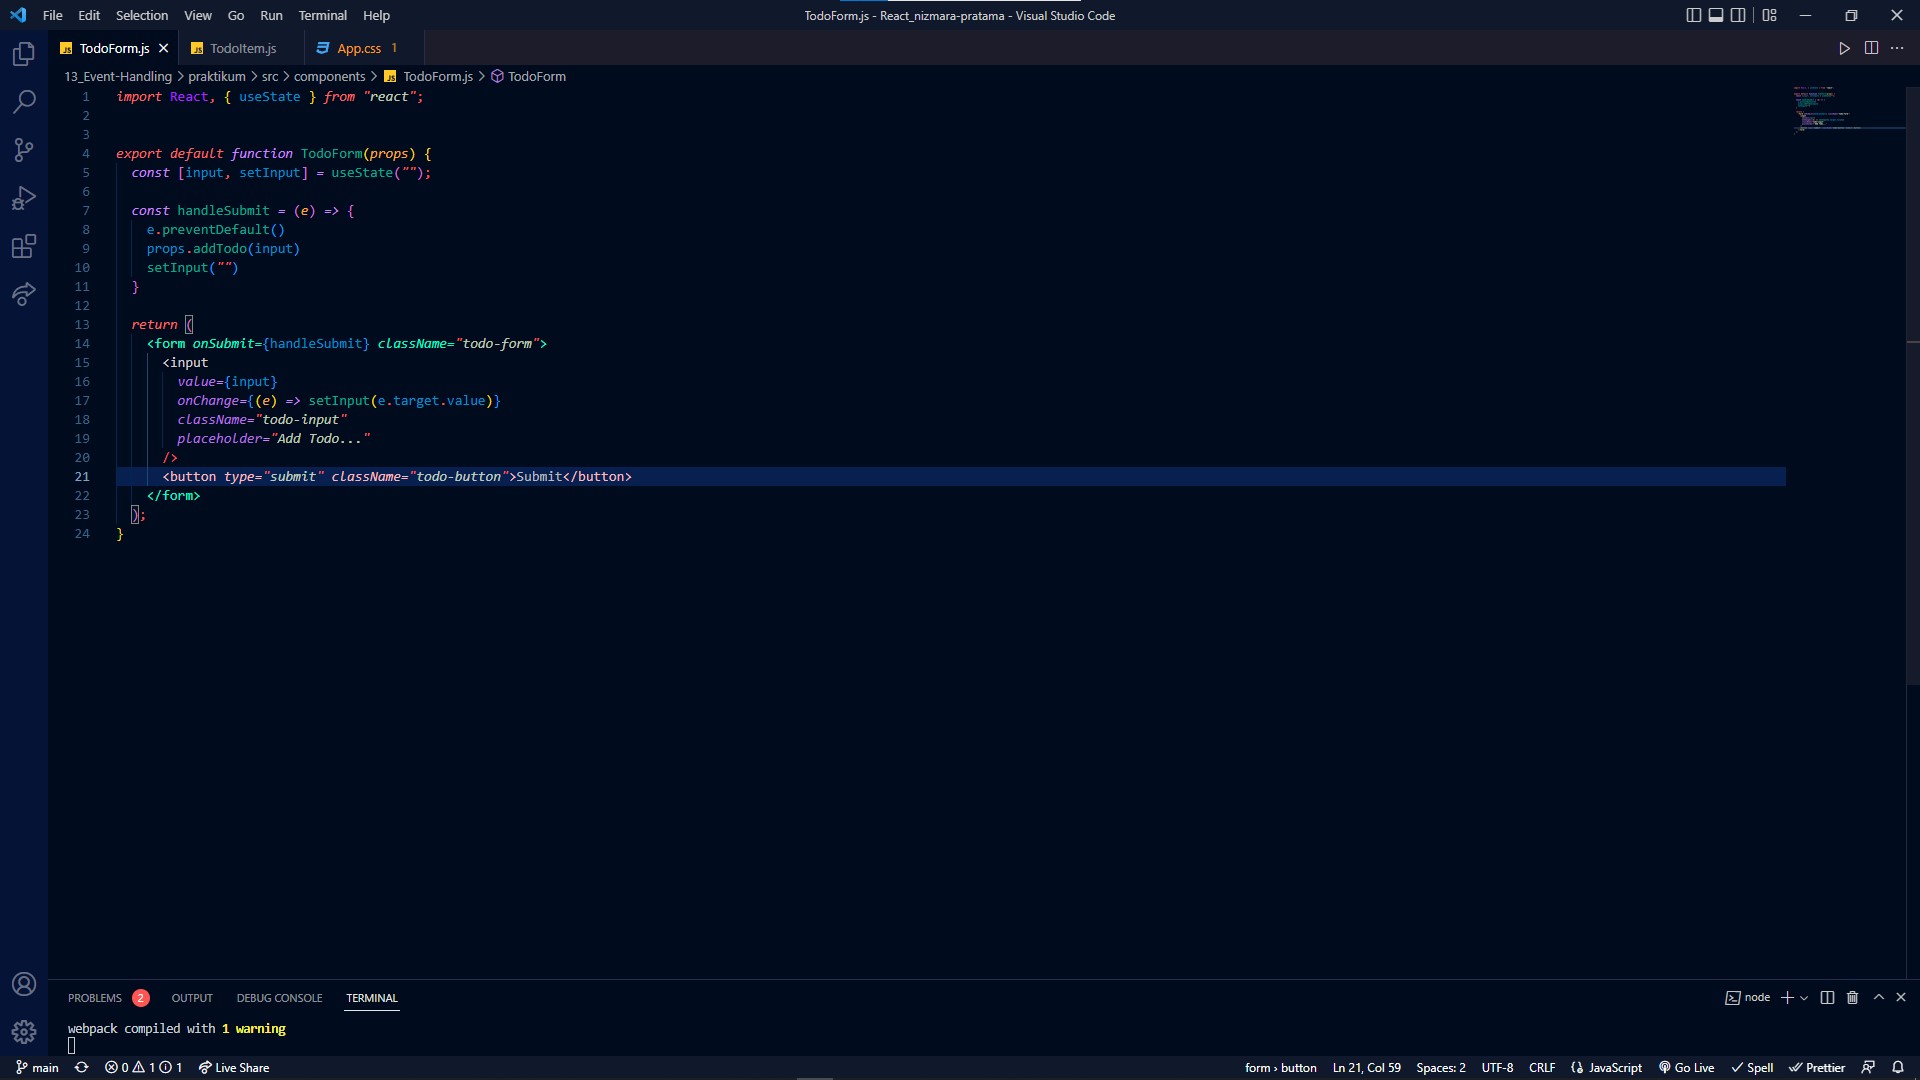 File Edit Selection View Go Run Terminal Help
TodoForm.js - React_nizmara-pratama - Visual Studio Code
TodoForm.js TodoItem.js App.css 1
13_Event-Handling > praktikum > src > components > TodoForm.js > TodoForm
1 import React, { useState } from "react";
2
3
4 export default function TodoForm(props) {
5 const [input, setInput] = useState("");
6
7 const handleSubmit = (e) => {
8 e.preventDefault()
9 props.addTodo(input)
10 setInput("")
11 }
12
13 return (
14 <form onSubmit={handleSubmit} className="todo-form">
15 <input
16 value={input}
17 onChange={(e) => setInput(e.target.value)}
18 className="todo-input"
19 placeholder="Add Todo..."
20 />
21 <button type="submit" className="todo-button">Submit</button>
22 </form>
23 );
24 }
PROBLEMS 2 OUTPUT DEBUG CONSOLE TERMINAL
node
webpack compiled with 1 warning
main 0 1 1 Live Share
form › button Ln 21, Col 59 Spaces: 2 UTF-8 CRLF JavaScript Go Live Spell Prettier